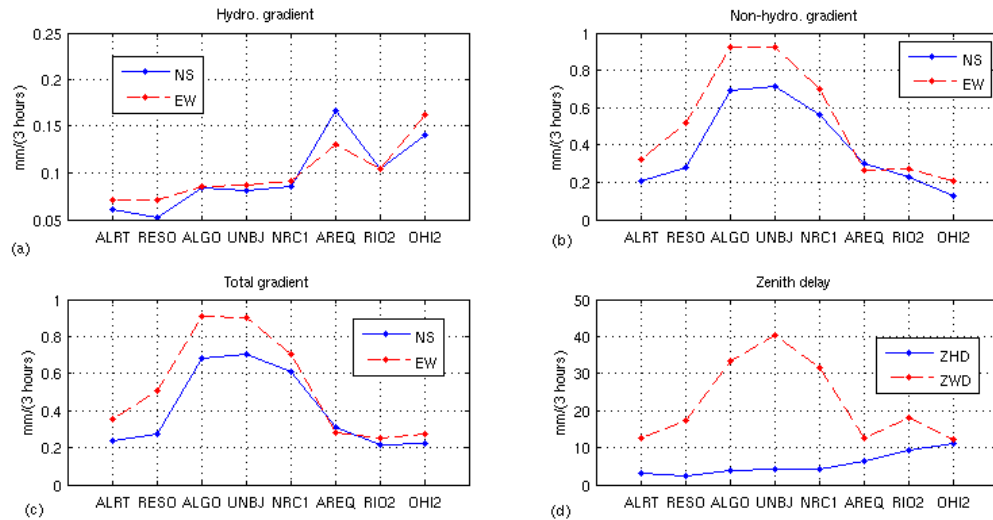 Hydro. gradient
0.25
0.2
0.15
0.1
0.05
mm/(3 hours)
NS
EW
ALRT RESO ALGO UNBJ NRC1 AREQ RIO2 OHI2
(a)
Non-hydro. gradient
1
0.8
0.6
0.4
0.2
0
mm/(3 hours)
NS
EW
ALRT RESO ALGO UNBJ NRC1 AREQ RIO2 OHI2
(b)
Total gradient
1
0.8
0.6
0.4
0.2
0
mm/(3 hours)
NS
EW
ALRT RESO ALGO UNBJ NRC1 AREQ RIO2 OHI2
(c)
Zenith delay
50
40
30
20
10
0
mm/(3 hours)
ZHD
ZWD
ALRT RESO ALGO UNBJ NRC1 AREQ RIO2 OHI2
(d)